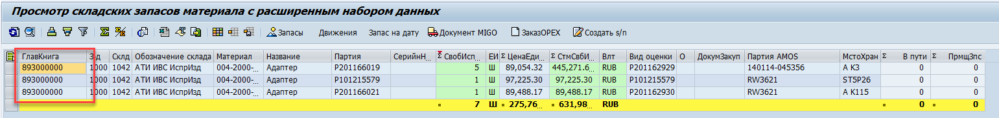 Просмотр складских запасов материала с расширенным набором данных
Запасы Движения Запас на дату Документ MIGO ЗаказOPEX Создать s/n
ГлавКнига Звд Склд Обозначение склада Материал Название Партия СерийнН... Σ СвобИсп... ЕИ Σ ЦенаЕди... Σ СтмСвбИ... Влт Вид оценки О ДокумЗакуп Партия AMOS МстоХран Σ В пути Σ ПрмщЗпс
893000000 1000 1042 АТИ ИВС ИспрИзд 004-2000-... Адаптер P201166019 5 Ш 89,054.32 445,271.6... RUB P201162929 140114-045356 A K3 0 0
893000000 1000 1042 АТИ ИВС ИспрИзд 004-2000-... Адаптер P101215579 1 Ш 97,225.30 97,225.30 RUB P101215579 RW3621 ST5P26 0 0
893000000 1000 1042 АТИ ИВС ИспрИзд 004-2000-... Адаптер P201166021 1 Ш 89,488.17 89,488.17 RUB P201162930 RW3621 A K115 0 0
7 Ш 275,76... 631,98... RUB 0 0